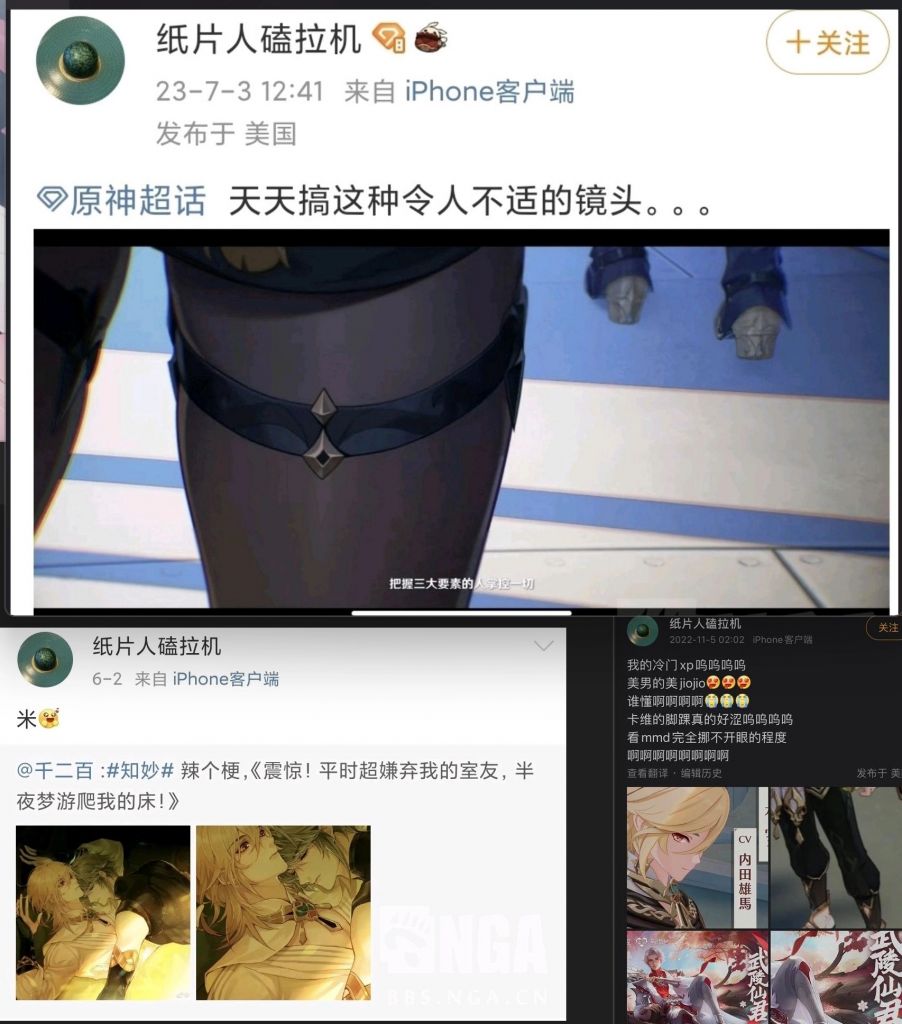 纸片人磕拉机
＋关注
23-7-3 12:41 来自 iPhone客户端
发布于 美国
原神超话 天天搞这种令人不适的镜头。。。
把握三大要素的人掌控一切
纸片人磕拉机
6-2 来自 iPhone客户端
米
@千二百 :#知妙# 辣个梗,《震惊！平时超嫌弃我的室友, 半
夜梦游爬我的床！》
NGA
BBS.NGA.CN
纸片人磕拉机
关注
2022-11-5 02:02 iPhone客户端
我的冷门xp呜呜呜呜
美男的美jiojio
谁懂啊啊啊啊
卡维的脚踝真的好涩呜呜呜呜
看mmd完全挪不开眼的程度
啊啊啊啊啊啊啊啊
查看翻译 · 编辑历史
发布于 美
CV
内田雄馬
武陵仙君
武陵仙君